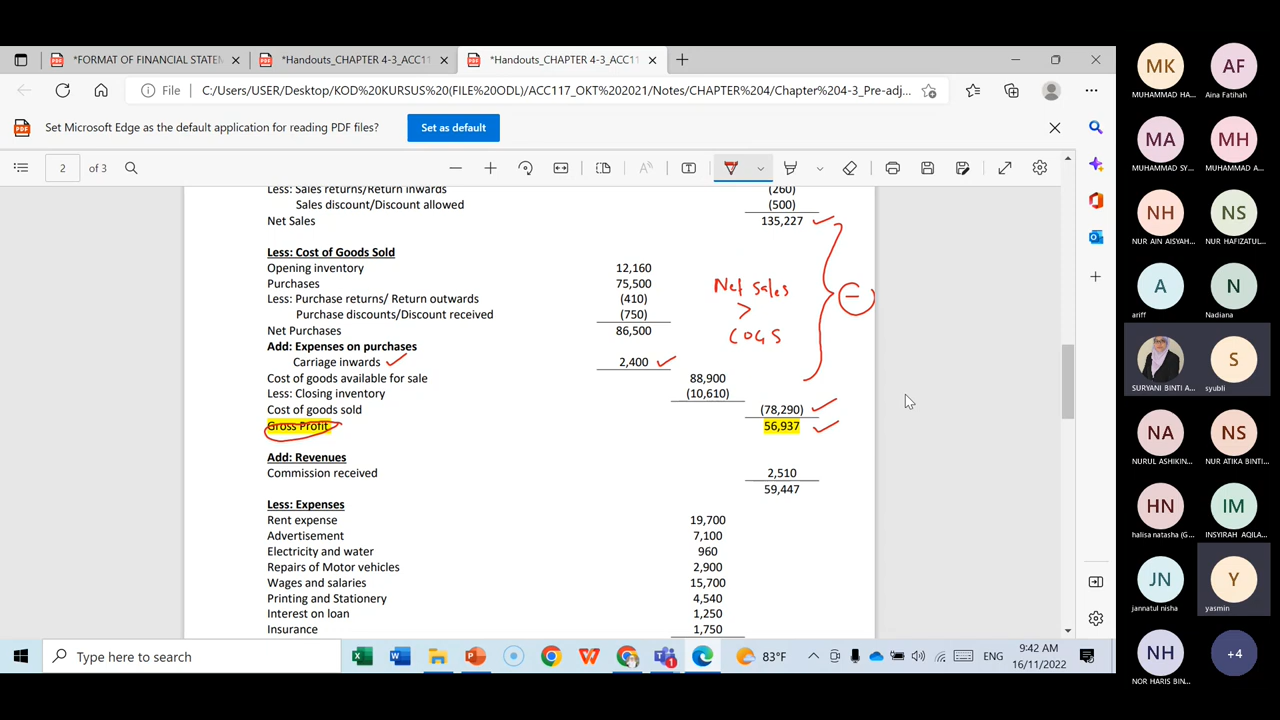 *FORMAT OF FINANCIAL STATEM
*Handouts_CHAPTER 4-3_ACC11
*Handouts_CHAPTER 4-3_ACC11
File C:/Users/USER/Desktop/KOD%20KURSUS%20(FILE%20ODL)/ACC117_OKT%202021/Notes/CHAPTER%204/Chapter%204-3_Pre-adj...
Set Microsoft Edge as the default application for reading PDF files? Set as default
2 of 3
Less: Sales returns/Return inwards (260)
Sales discount/Discount allowed (500)
Net Sales 135,227
Less: Cost of Goods Sold
Opening inventory 12,160
Purchases 75,500
Less: Purchase returns/ Return outwards (410)
Purchase discounts/Discount received (750)
Net Purchases 86,500
Add: Expenses on purchases
Carriage inwards 2,400
Cost of goods available for sale 88,900
Less: Closing inventory (10,610)
Cost of goods sold (78,290)
Gross Profit 56,937
Net sales
>
COGS
−
Add: Revenues
Commission received 2,510
59,447
Less: Expenses
Rent expense 19,700
Advertisement 7,100
Electricity and water 960
Repairs of Motor vehicles 2,900
Wages and salaries 15,700
Printing and Stationery 4,540
Interest on loan 1,250
Insurance 1,750
Type here to search
83°F
ENG
9:42 AM
16/11/2022
MK
MUHAMMAD HA...
AF
Aina Fatihah
MA
MUHAMMAD SY...
MH
MUHAMMAD A...
NH
NUR AIN AISYAH...
NS
NUR HAFIZATUL...
A
ariff
N
Nadiana
SURYANI BINTI A...
S
syubli
NA
NURUL ASHIKIN...
NS
NUR ATIKA BINTI...
HN
halisa natasha (G...
IM
INSYIRAH AQILA...
JN
jannatul nisha
Y
yasmin
NH
NOR HARIS BIN...
+4